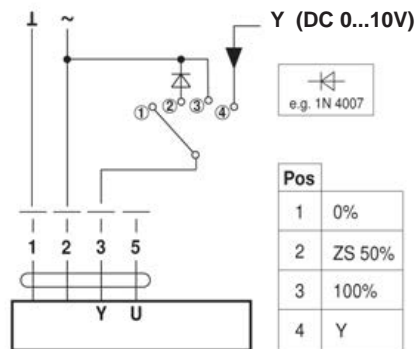 ⊥ ~
Y (DC 0...10V)
① ② ③ ④
e.g. 1N 4007
Pos
1 0%
2 ZS 50%
3 100%
4 Y
1 2 3 5
Y U